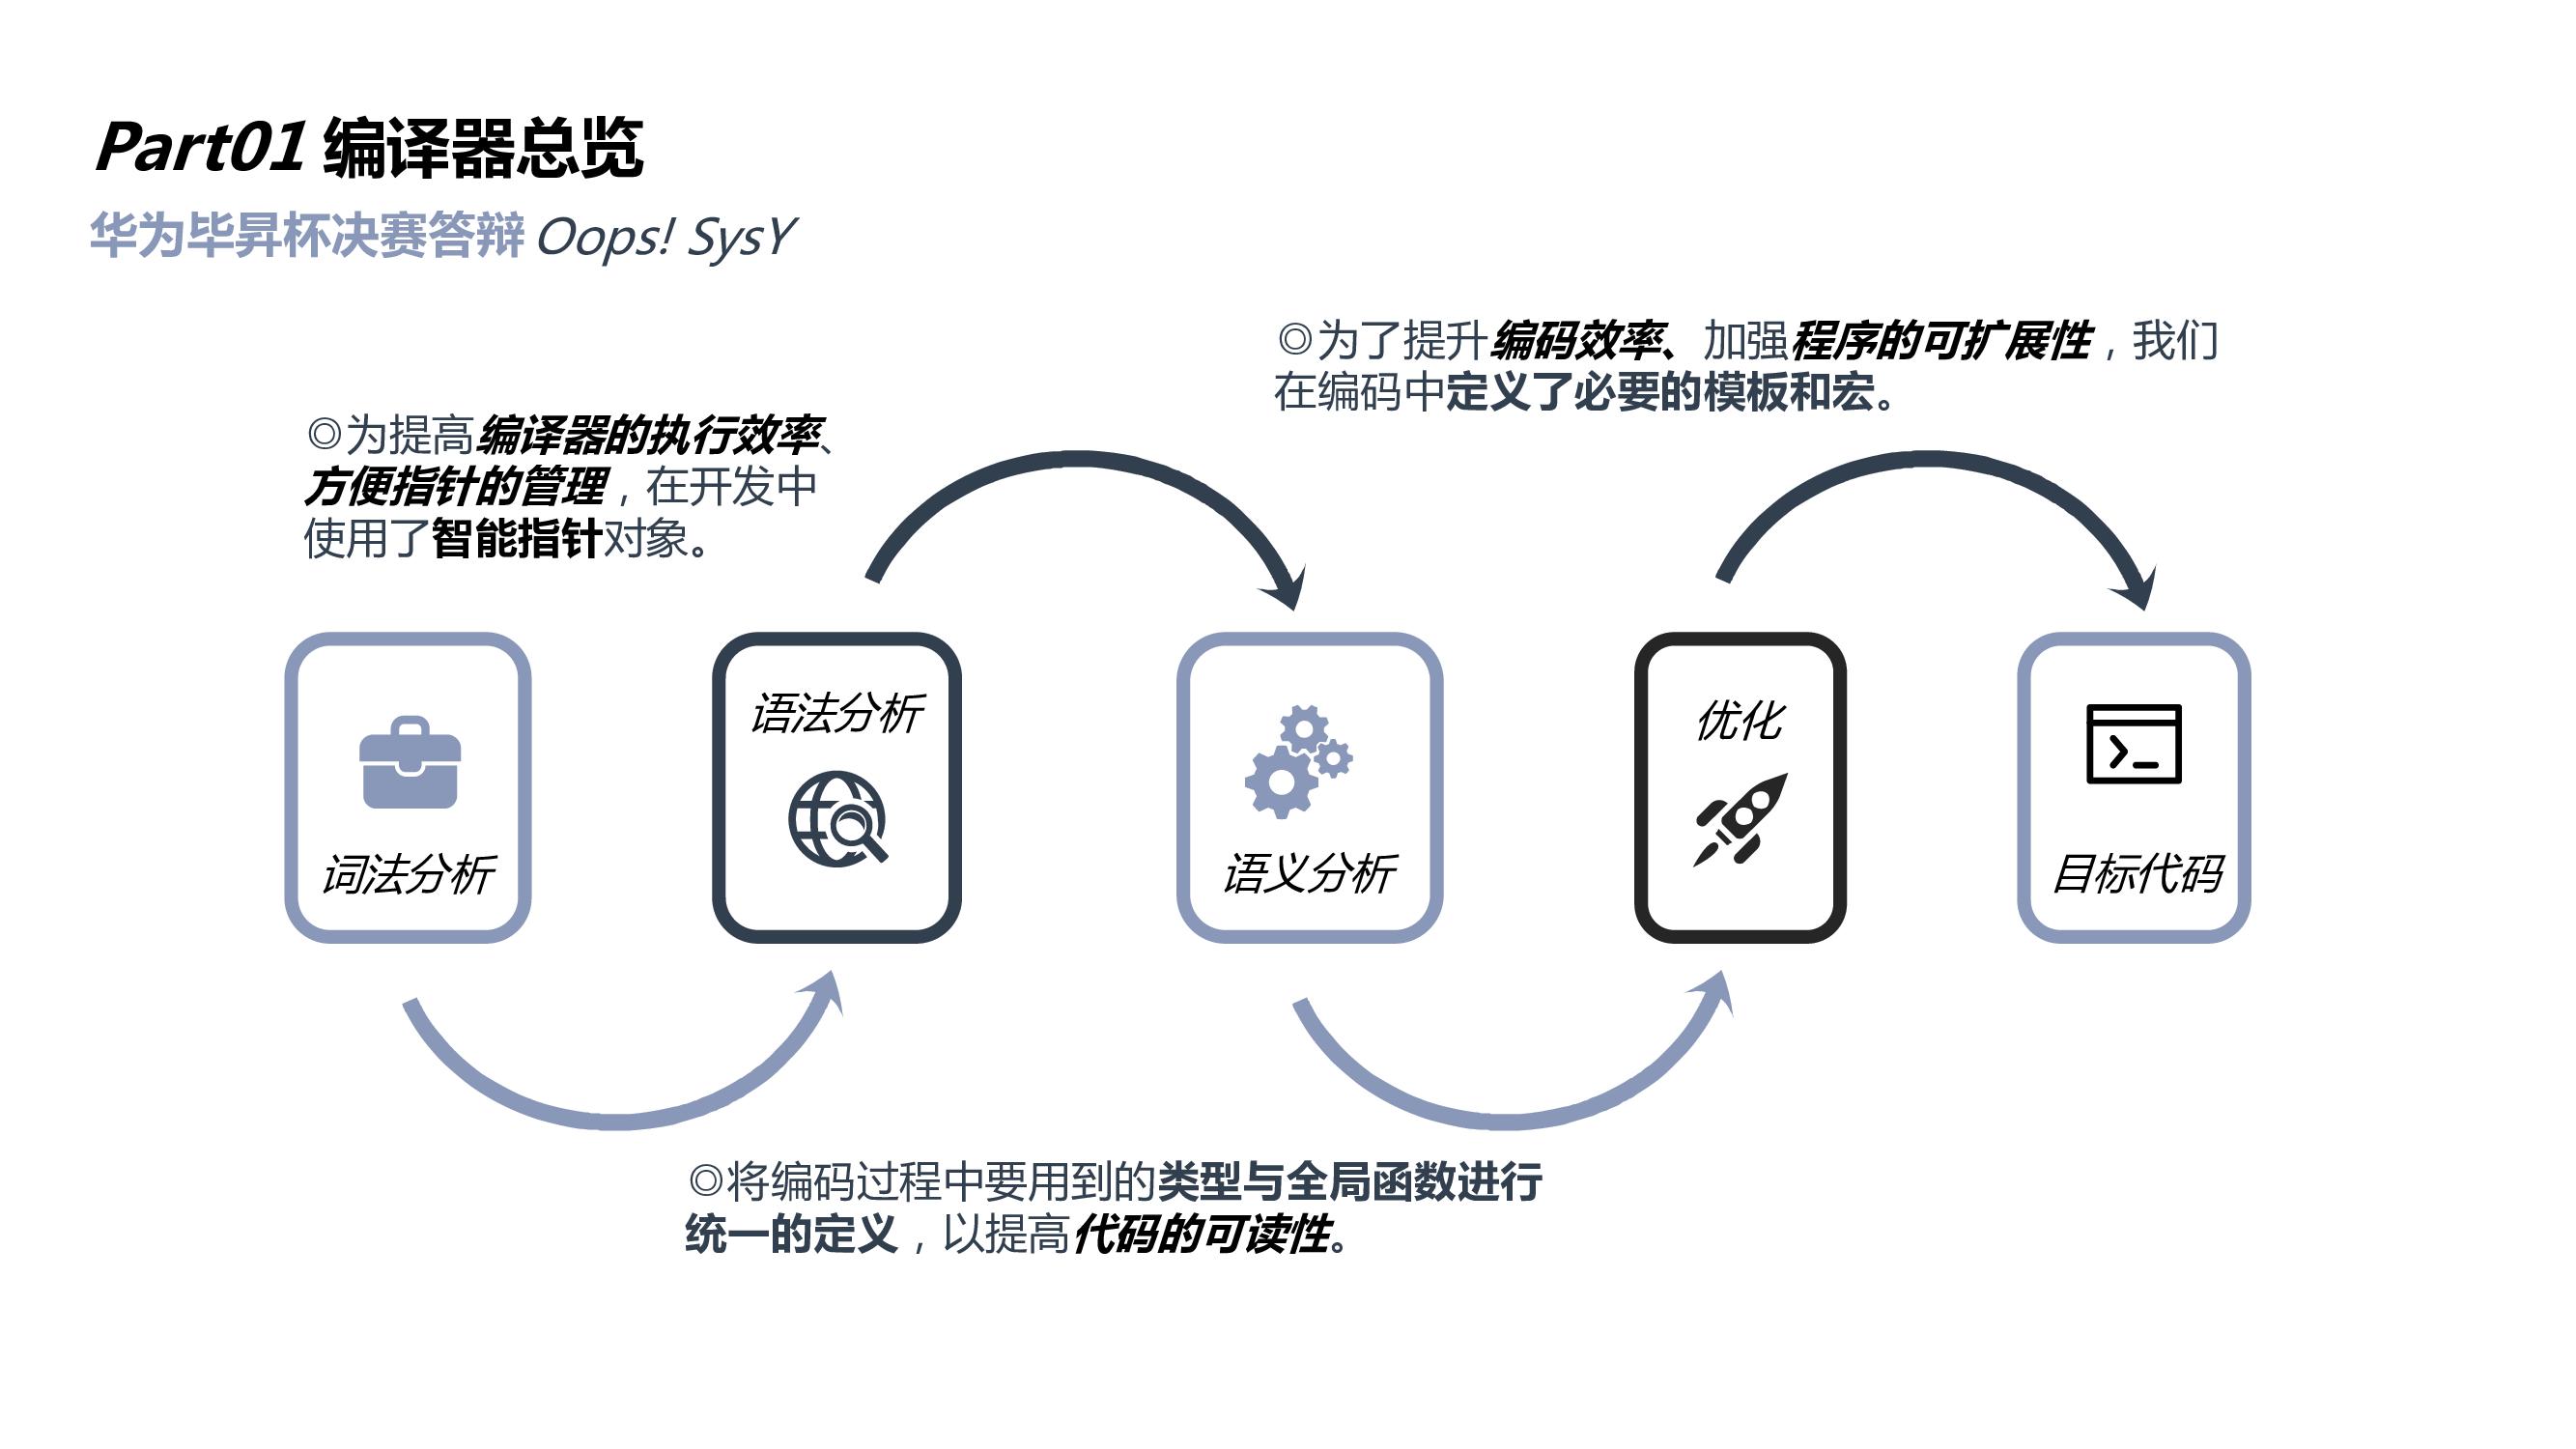 Part01 编译器总览
华为毕昇杯决赛答辩 Oops! SysY
◎为了提升编码效率、加强程序的可扩展性，我们
在编码中定义了必要的模板和宏。
◎为提高编译器的执行效率、
方便指针的管理，在开发中
使用了智能指针对象。
词法分析
语法分析
语义分析
优化
目标代码
◎将编码过程中要用到的类型与全局函数进行
统一的定义，以提高代码的可读性。